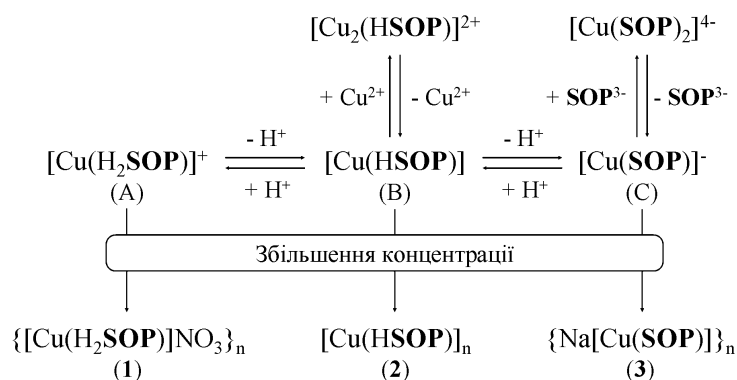 [Cu₂(HSOP)]²⁺ [Cu(SOP)₂]⁴⁻
+ Cu²⁺ - Cu²⁺ + SOP³⁻ - SOP³⁻
[Cu(H₂SOP)]⁺ - H⁺ [Cu(HSOP)] - H⁺ [Cu(SOP)]⁻
+ H⁺ + H⁺
(A) (B) (C)
Збільшення концентрації
{[Cu(H₂SOP)]NO₃}ₙ [Cu(HSOP)]ₙ {Na[Cu(SOP)]}ₙ
(1) (2) (3)